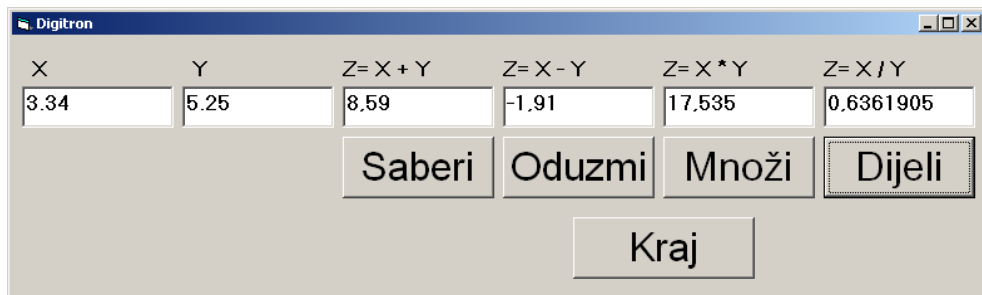 Digitron
X Y Z= X + Y Z= X - Y Z= X * Y Z= X / Y
3.34 5.25 8,59 -1,91 17,535 0,6361905
Saberi Oduzmi Množi Dijeli
Kraj